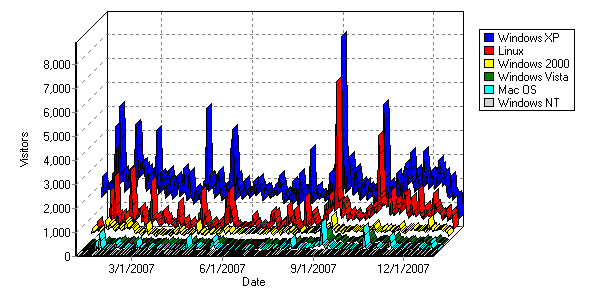 8,000
7,000
6,000
5,000
4,000
3,000
2,000
1,000
0
Visitors
3/1/2007 6/1/2007 9/1/2007 12/1/2007
Date
Windows XP
Linux
Windows 2000
Windows Vista
Mac OS
Windows NT